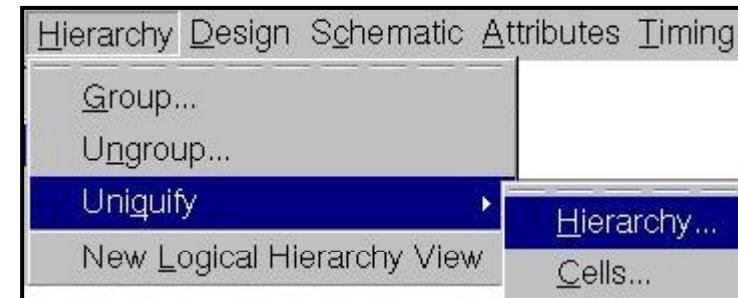 Hierarchy Design Schematic Attributes Timing
Group...
Ungroup...
Uniquify
Hierarchy...
New Logical Hierarchy View
Cells...